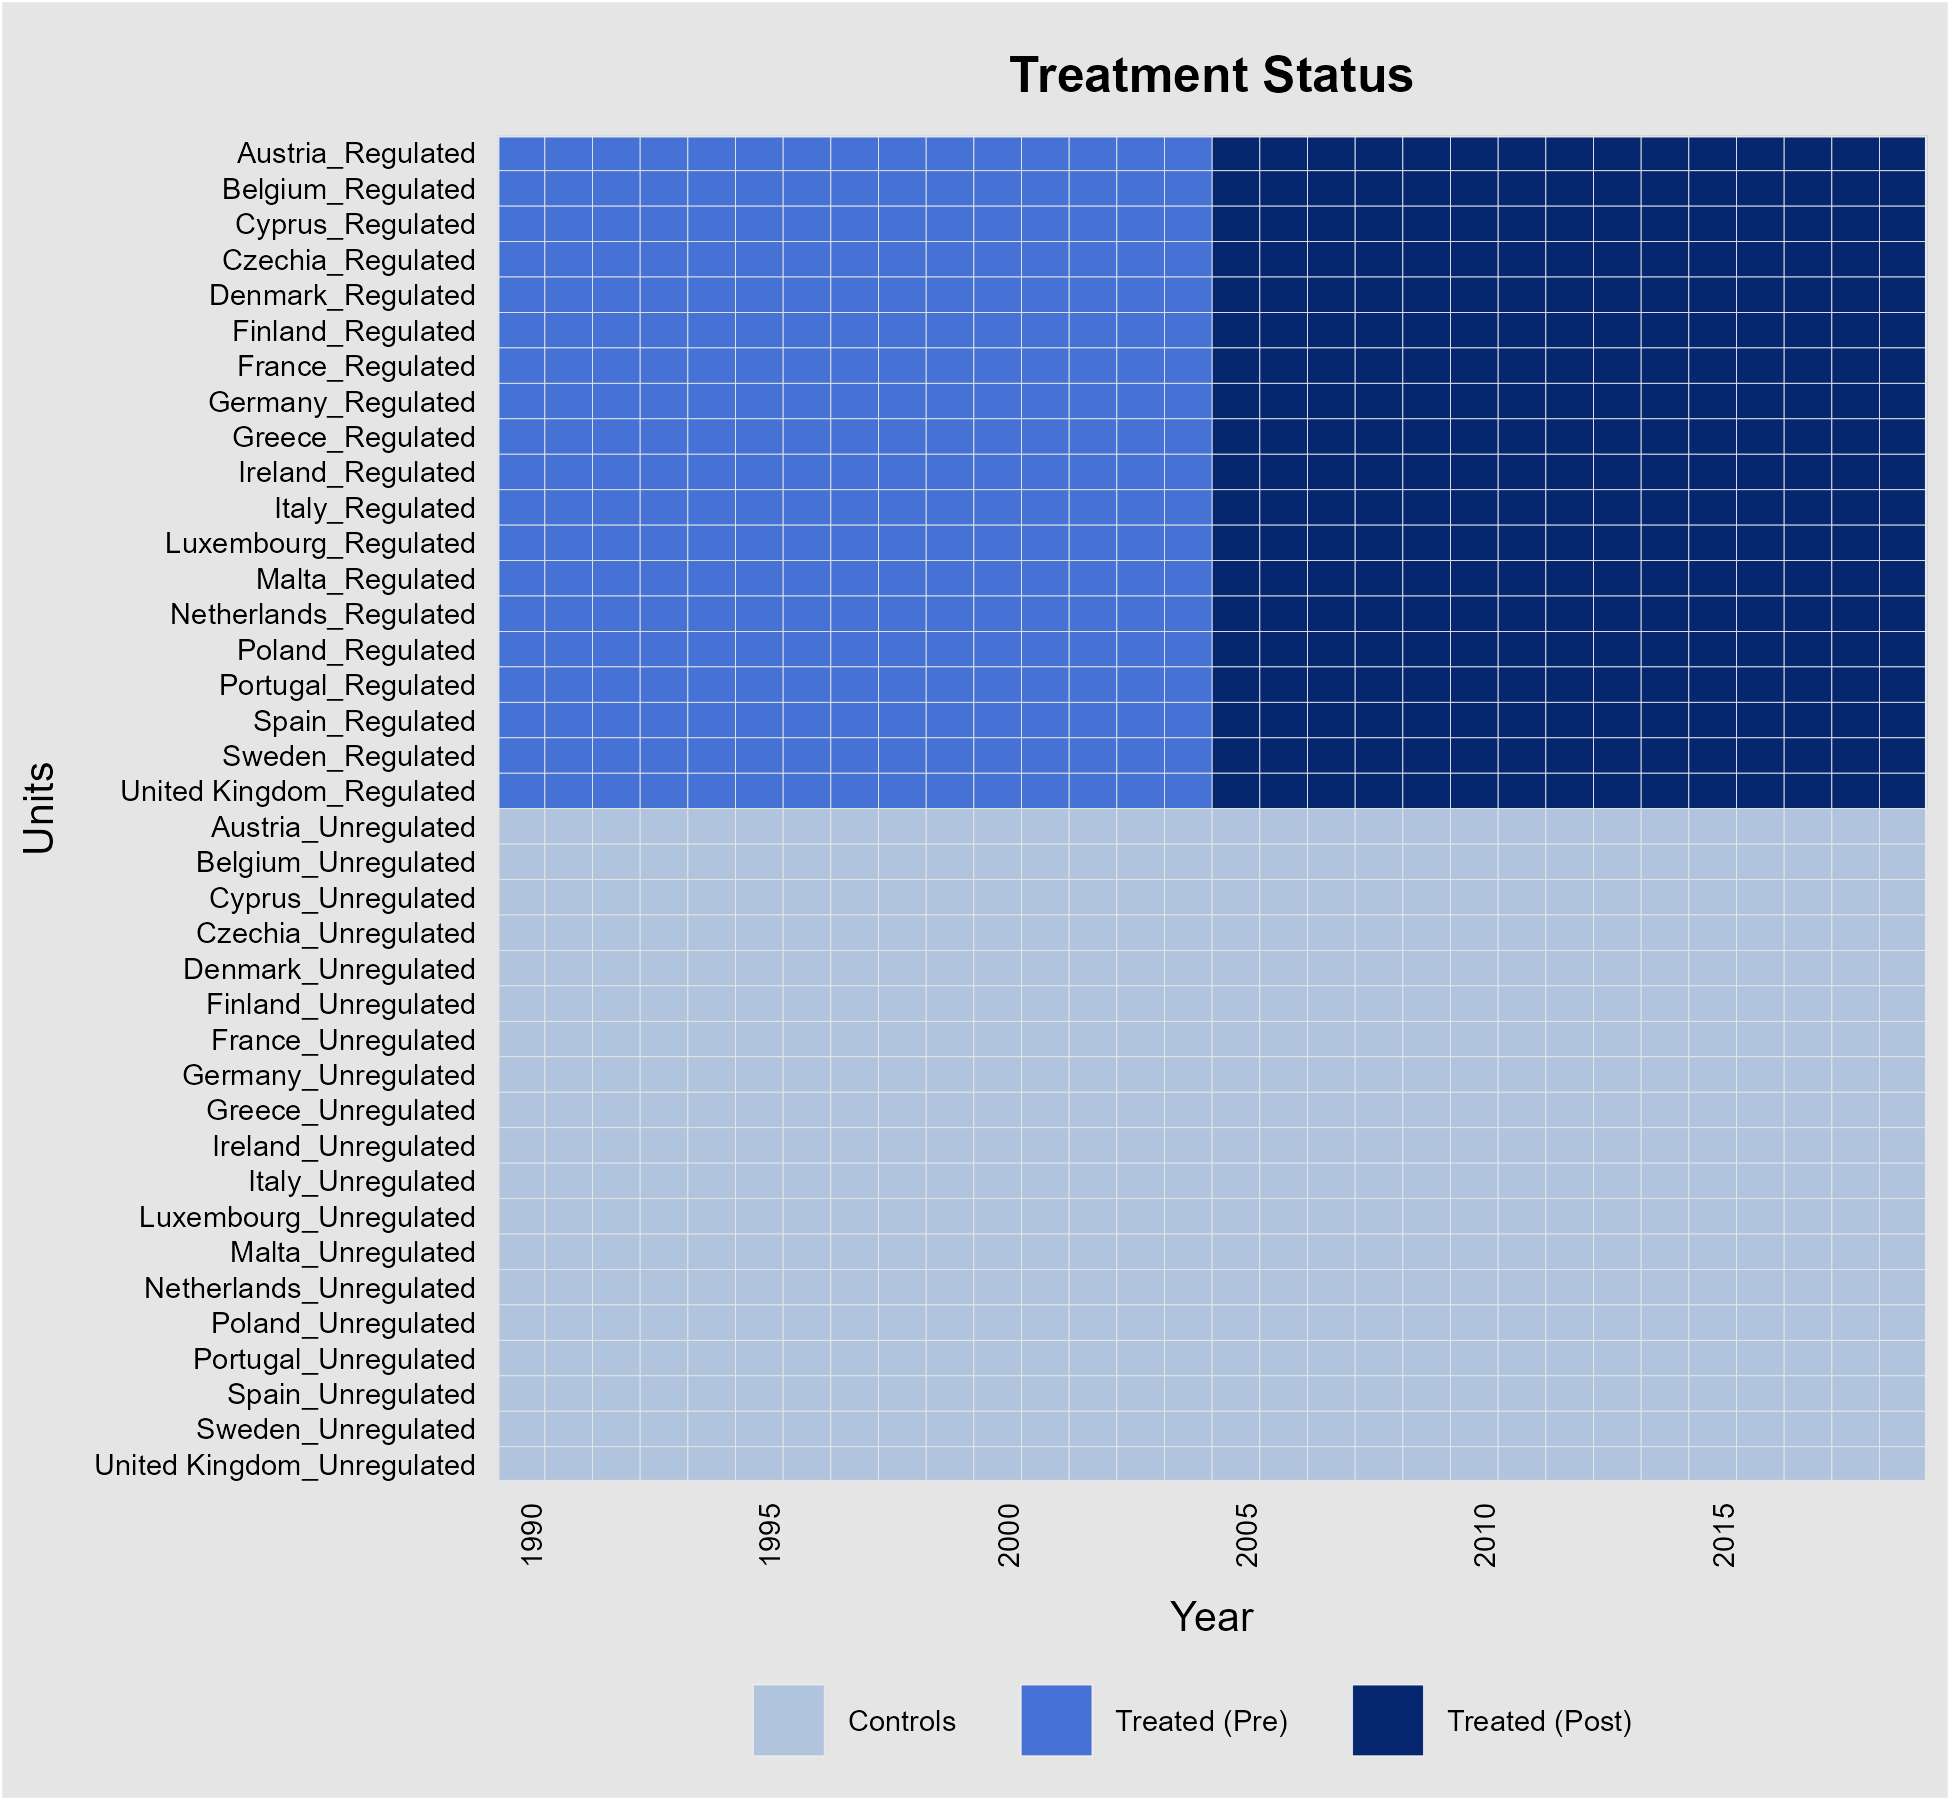 Treatment Status
Austria_Regulated
Belgium_Regulated
Cyprus_Regulated
Czechia_Regulated
Denmark_Regulated
Finland_Regulated
France_Regulated
Germany_Regulated
Greece_Regulated
Ireland_Regulated
Italy_Regulated
Luxembourg_Regulated
Malta_Regulated
Netherlands_Regulated
Poland_Regulated
Portugal_Regulated
Spain_Regulated
Sweden_Regulated
United Kingdom_Regulated
Austria_Unregulated
Belgium_Unregulated
Cyprus_Unregulated
Czechia_Unregulated
Denmark_Unregulated
Finland_Unregulated
France_Unregulated
Germany_Unregulated
Greece_Unregulated
Ireland_Unregulated
Italy_Unregulated
Luxembourg_Unregulated
Malta_Unregulated
Netherlands_Unregulated
Poland_Unregulated
Portugal_Unregulated
Spain_Unregulated
Sweden_Unregulated
United Kingdom_Unregulated
Units
1990 1995 2000 2005 2010 2015
Year
Controls Treated (Pre) Treated (Post)